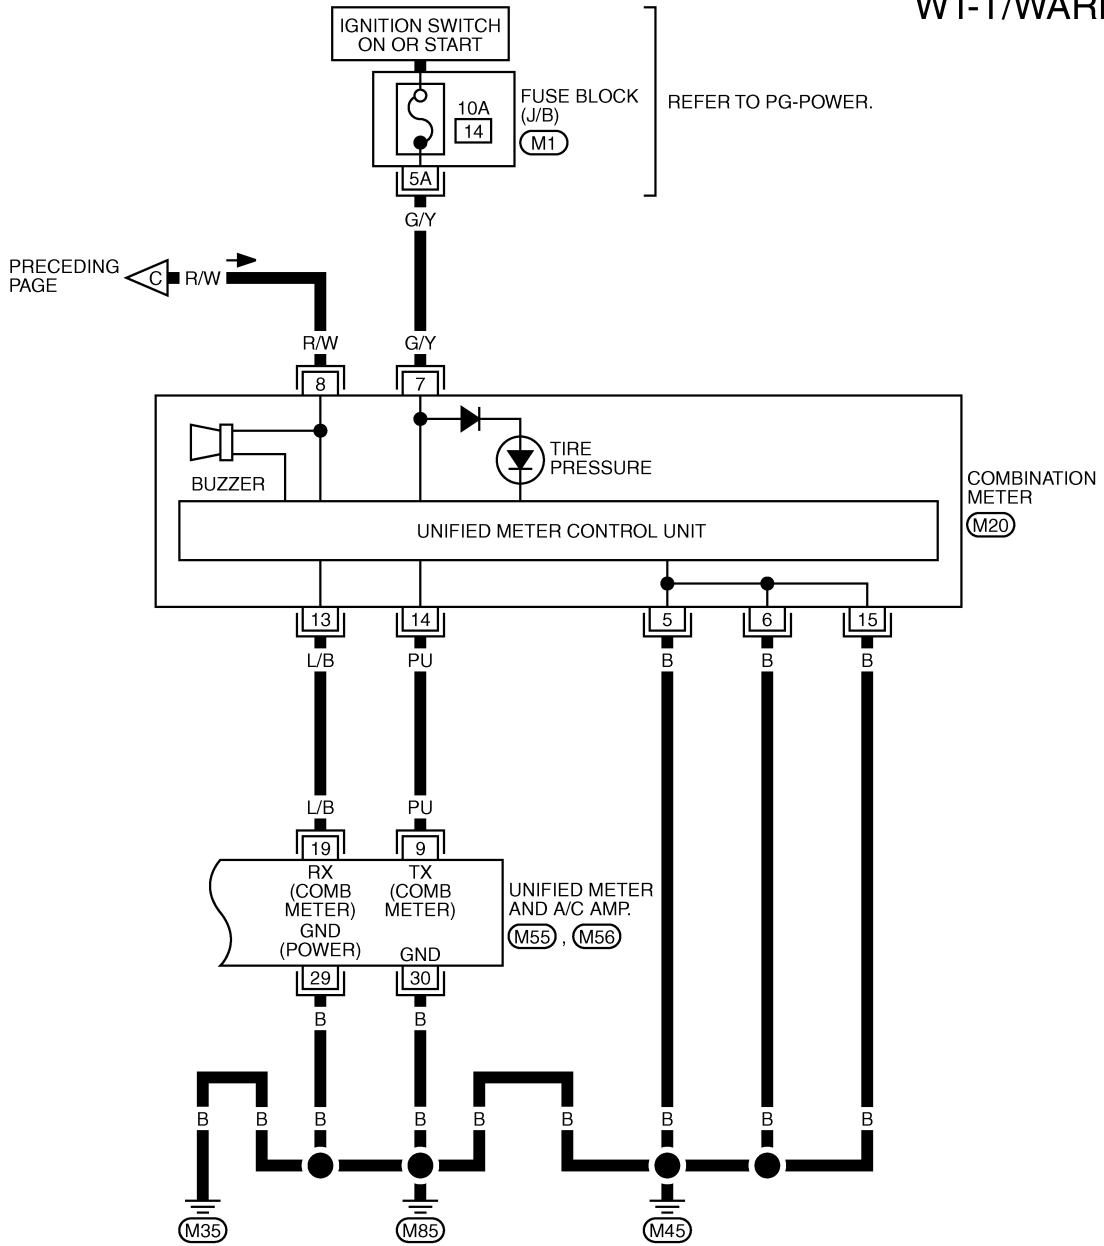 WT-T/WARN
IGNITION SWITCH
ON OR START
FUSE BLOCK
(J/B)
M1
10A
14
REFER TO PG-POWER.
5A
G/Y
PRECEDING
PAGE
C
R/W
R/W
G/Y
8
7
BUZZER
TIRE
PRESSURE
COMBINATION
METER
M20
UNIFIED METER CONTROL UNIT
13
14
5
6
15
L/B
PU
B
B
B
L/B
PU
19
9
RX
(COMB
METER)
TX
(COMB
METER)
GND
(POWER)
GND
UNIFIED METER
AND A/C AMP.
M55 , M56
29
30
B
B
B
B
B
B
B
B
B
B
B
M35
M85
M45